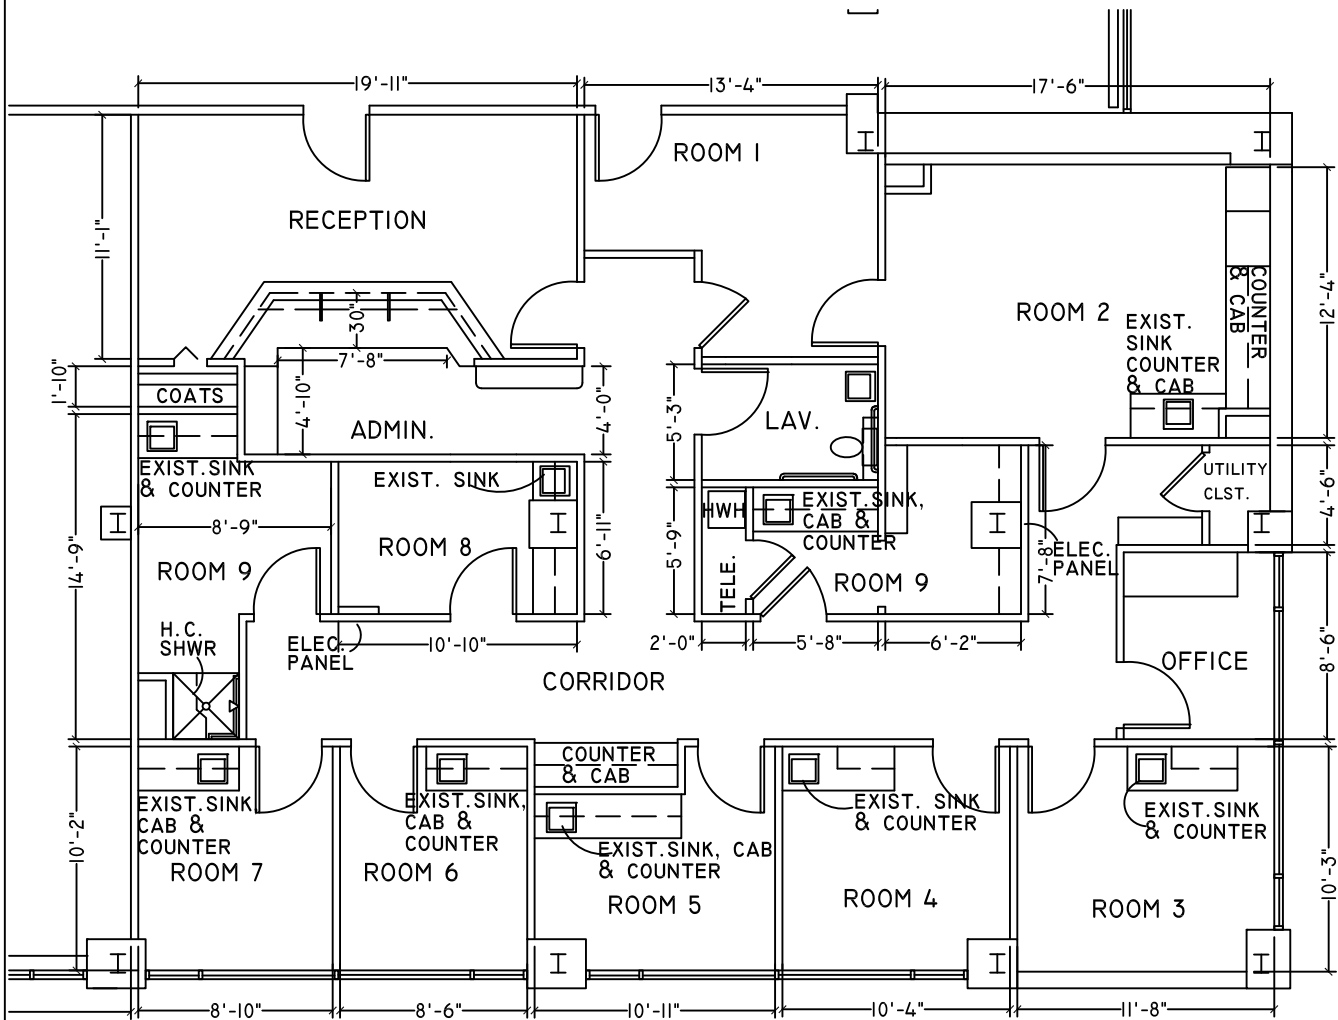 19'-11"
13'-4"
17'-6"
ROOM 1
RECEPTION
11'-1"
12'-4"
COUNTER
& CAB
ROOM 2
EXIST.
SINK
COUNTER
& CAB
30"
7'-8"
1'-10"
COATS
4'-10"
4'-0"
5'-3"
ADMIN.
LAV.
EXIST.SINK
& COUNTER
EXIST. SINK
UTILITY
CLST.
4'-6"
HWH
EXIST.SINK,
CAB &
COUNTER
8'-9"
14'-9"
ROOM 8
6'-11"
5'-9"
ELEC.
PANEL
7'-8"
ROOM 9
TELE.
ROOM 9
H.C.
SHWR
ELEC.
PANEL
10'-10"
2'-0"
5'-8"
6'-2"
OFFICE
8'-6"
CORRIDOR
COUNTER
& CAB
EXIST.SINK,
CAB &
COUNTER
EXIST.SINK,
CAB &
COUNTER
EXIST. SINK
& COUNTER
EXIST.SINK
& COUNTER
10'-2"
EXIST.SINK, CAB
& COUNTER
ROOM 7
ROOM 6
ROOM 5
ROOM 4
ROOM 3
10'-3"
8'-10"
8'-6"
10'-11"
10'-4"
11'-8"